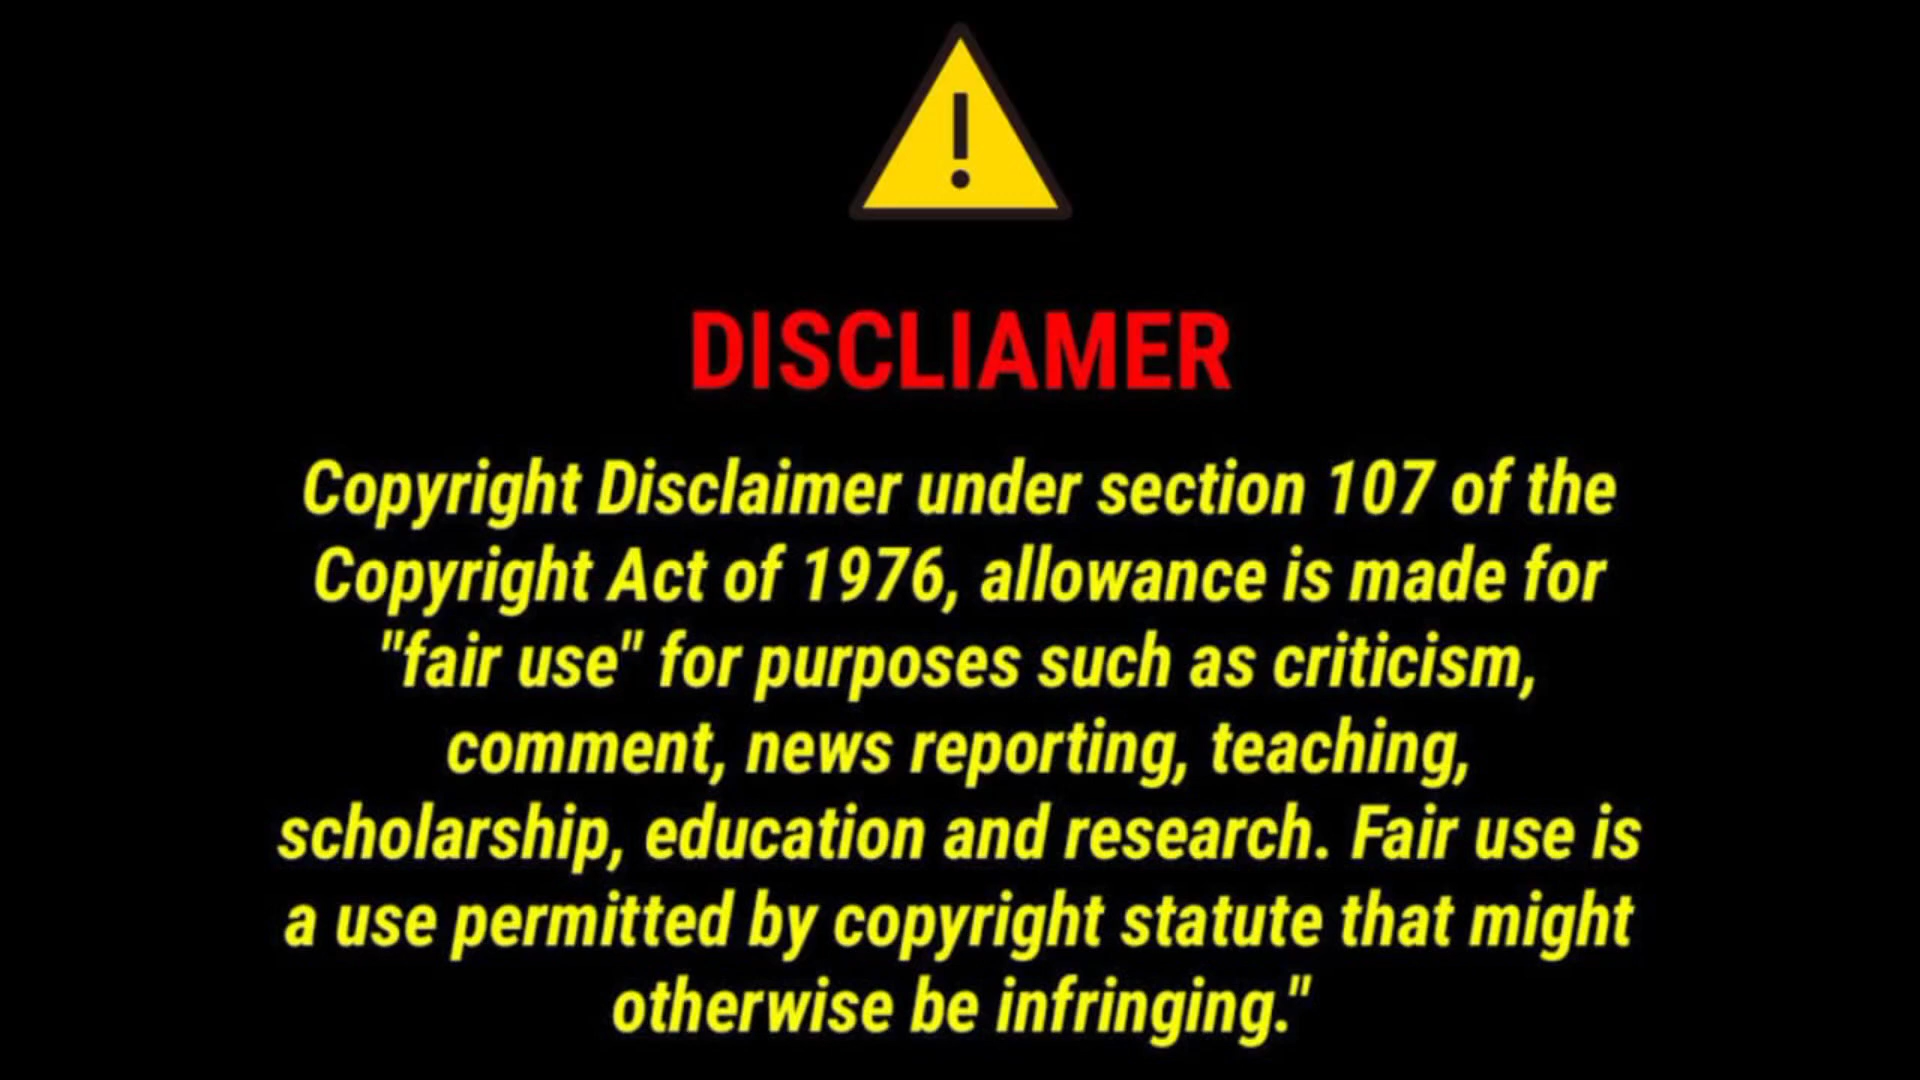 DISCLIAMER
Copyright Disclaimer under section 107 of the
Copyright Act of 1976, allowance is made for
"fair use" for purposes such as criticism,
comment, news reporting, teaching,
scholarship, education and research. Fair use is
a use permitted by copyright statute that might
otherwise be infringing."